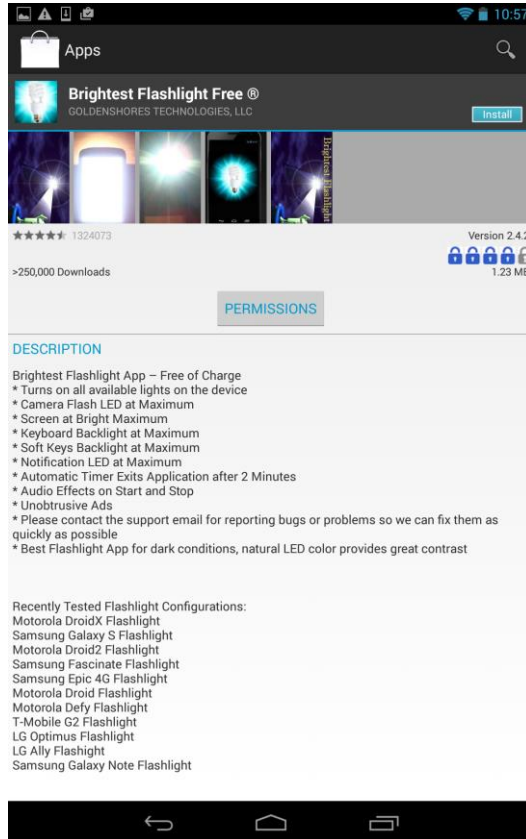 10:57
Apps
Brightest Flashlight Free ®
GOLDENSHORES TECHNOLOGIES, LLC
Install
Brightest Flashlight
1324073
Version 2.4.2
>250,000 Downloads
1.23 MB
PERMISSIONS
DESCRIPTION
Brightest Flashlight App – Free of Charge
* Turns on all available lights on the device
* Camera Flash LED at Maximum
* Screen at Bright Maximum
* Keyboard Backlight at Maximum
* Soft Keys Backlight at Maximum
* Notification LED at Maximum
* Automatic Timer Exits Application after 2 Minutes
* Audio Effects on Start and Stop
* Unobtrusive Ads
* Please contact the support email for reporting bugs or problems so we can fix them as
quickly as possible
* Best Flashlight App for dark conditions, natural LED color provides great contrast
Recently Tested Flashlight Configurations:
Motorola DroidX Flashlight
Samsung Galaxy S Flashlight
Motorola Droid2 Flashlight
Samsung Fascinate Flashlight
Samsung Epic 4G Flashlight
Motorola Droid Flashlight
Motorola Defy Flashlight
T-Mobile G2 Flashlight
LG Optimus Flashlight
LG Ally Flashight
Samsung Galaxy Note Flashlight